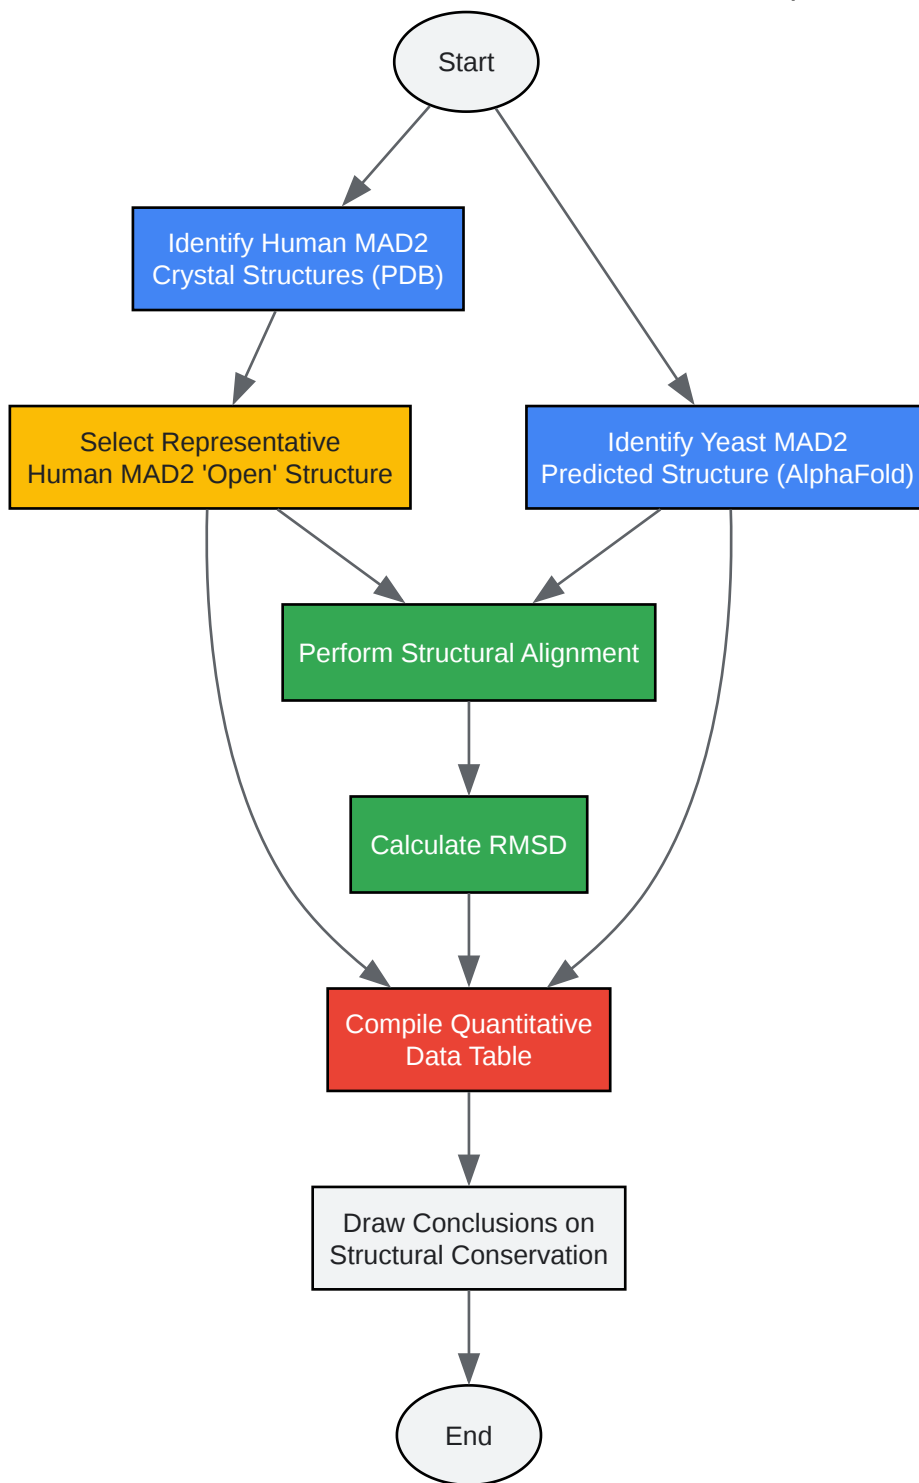 Start
Identify Human MAD2
Crystal Structures (PDB)
Select Representative
Human MAD2 'Open' Structure
Identify Yeast MAD2
Predicted Structure (AlphaFold)
Perform Structural Alignment
Calculate RMSD
Compile Quantitative
Data Table
Draw Conclusions on
Structural Conservation
End